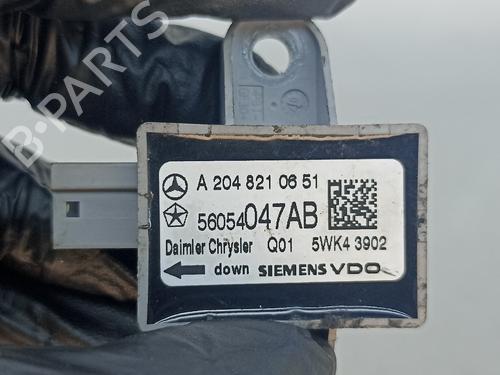 B-PARTS
A 204 821 06 51
56054047AB
Daimler Chrysler Q01 5WK4 3902
down SIEMENS VDO